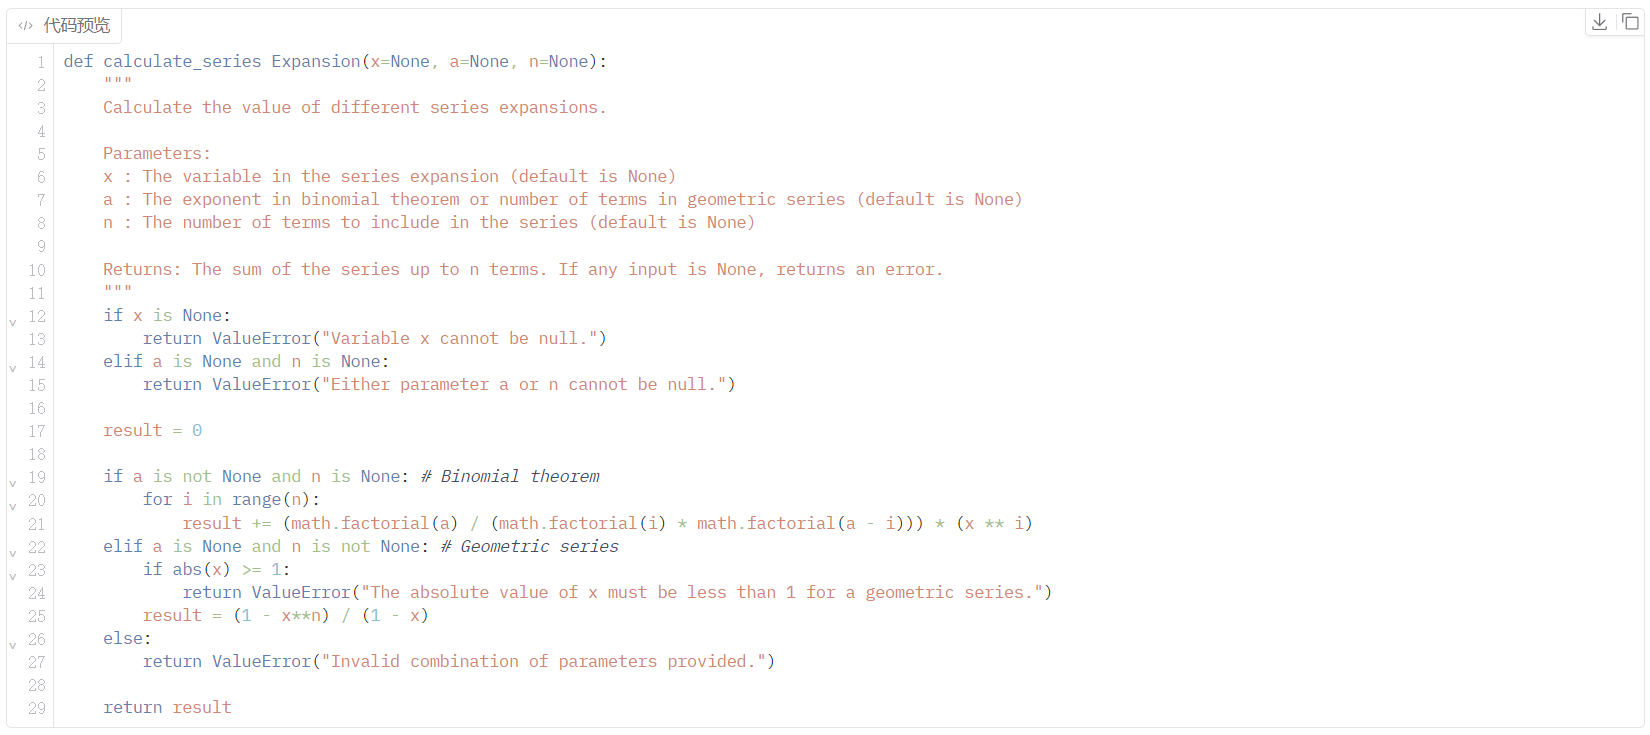 代码预览
1 def calculate_series Expansion(x=None, a=None, n=None):
2     """
3     Calculate the value of different series expansions.
4
5     Parameters:
6     x : The variable in the series expansion (default is None)
7     a : The exponent in binomial theorem or number of terms in geometric series (default is None)
8     n : The number of terms to include in the series (default is None)
9
10     Returns: The sum of the series up to n terms. If any input is None, returns an error.
11     """
12     if x is None:
13         return ValueError("Variable x cannot be null.")
14     elif a is None and n is None:
15         return ValueError("Either parameter a or n cannot be null.")
16
17     result = 0
18
19     if a is not None and n is None: # Binomial theorem
20         for i in range(n):
21             result += (math.factorial(a) / (math.factorial(i) * math.factorial(a - i))) * (x ** i)
22     elif a is None and n is not None: # Geometric series
23         if abs(x) >= 1:
24             return ValueError("The absolute value of x must be less than 1 for a geometric series.")
25         result = (1 - x**n) / (1 - x)
26     else:
27         return ValueError("Invalid combination of parameters provided.")
28
29     return result